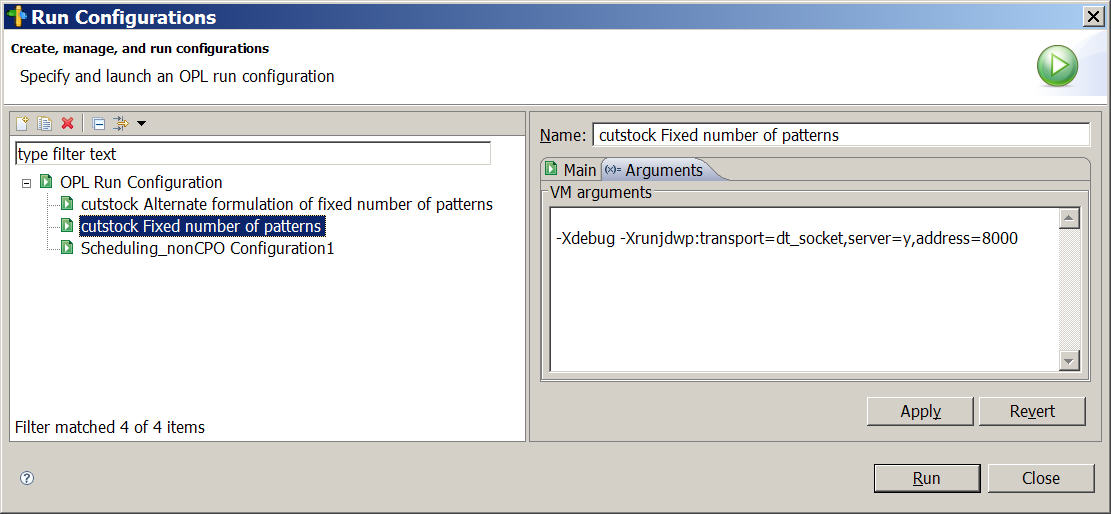 Run Configurations
Create, manage, and run configurations
Specify and launch an OPL run configuration
type filter text
OPL Run Configuration
cutstock Alternate formulation of fixed number of patterns
cutstock Fixed number of patterns
Scheduling_nonCPO Configuration1
Filter matched 4 of 4 items
Name: cutstock Fixed number of patterns
Main (x)= Arguments
VM arguments
-Xdebug -Xrunjdwp:transport=dt_socket,server=y,address=8000
Apply Revert
? Run Close